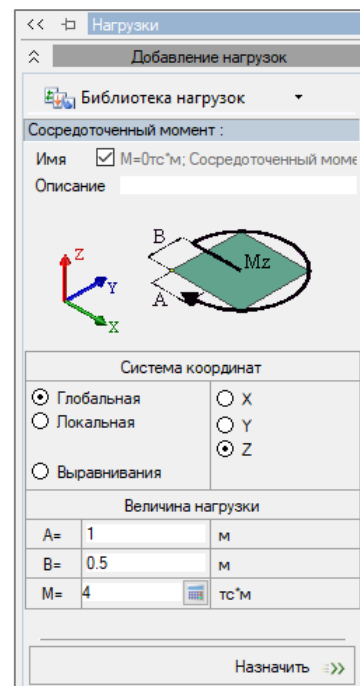 << Нагрузки
Добавление нагрузок
Библиотека нагрузок
Сосредоточенный момент :
Имя М=0тс*м; Сосредоточенный моме
Описание
Z
Y
X
B
A
Mz
Система координат
Глобальная X
Локальная Y
Z
Выравнивания
Величина нагрузки
A= 1 м
B= 0.5 м
M= 4 тс*м
Назначить